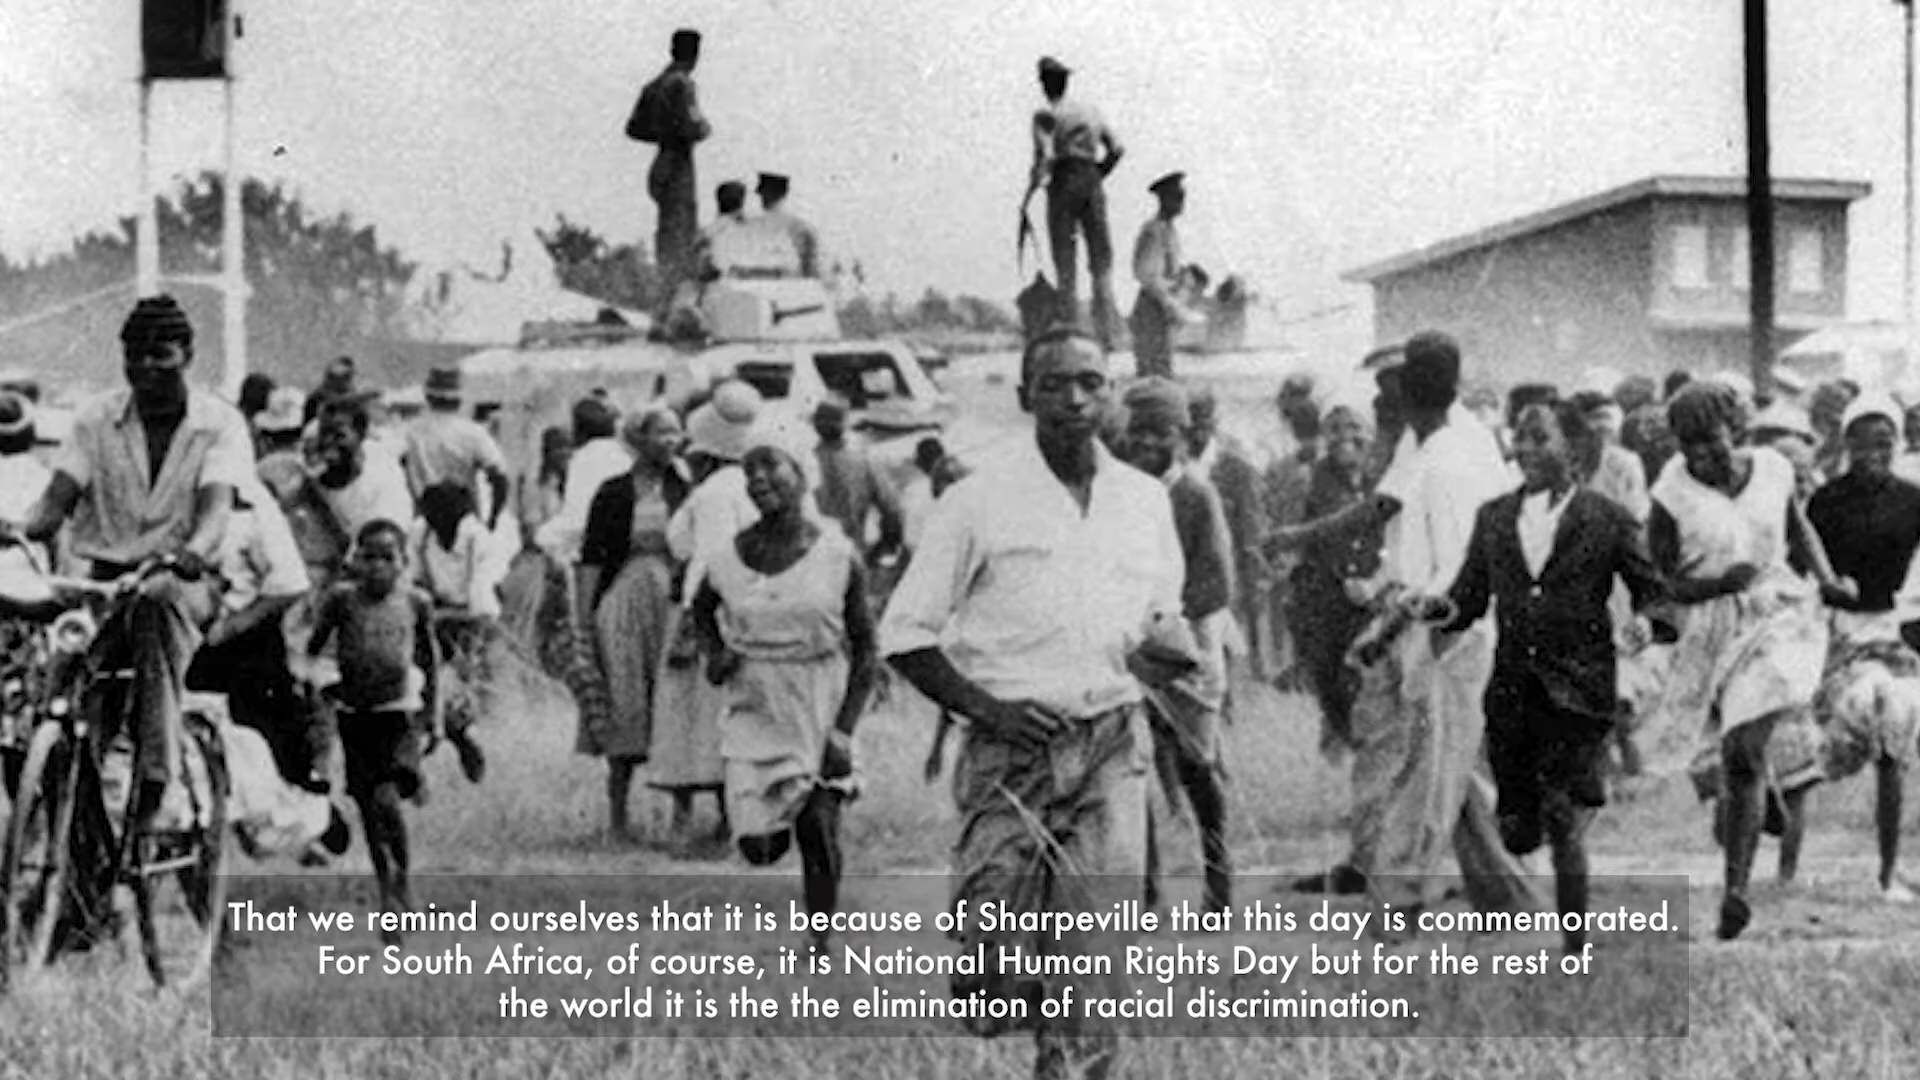 That we remind ourselves that it is because of Sharpeville that this day is commemorated.
For South Africa, of course, it is National Human Rights Day but for the rest of
the world it is the the elimination of racial discrimination.